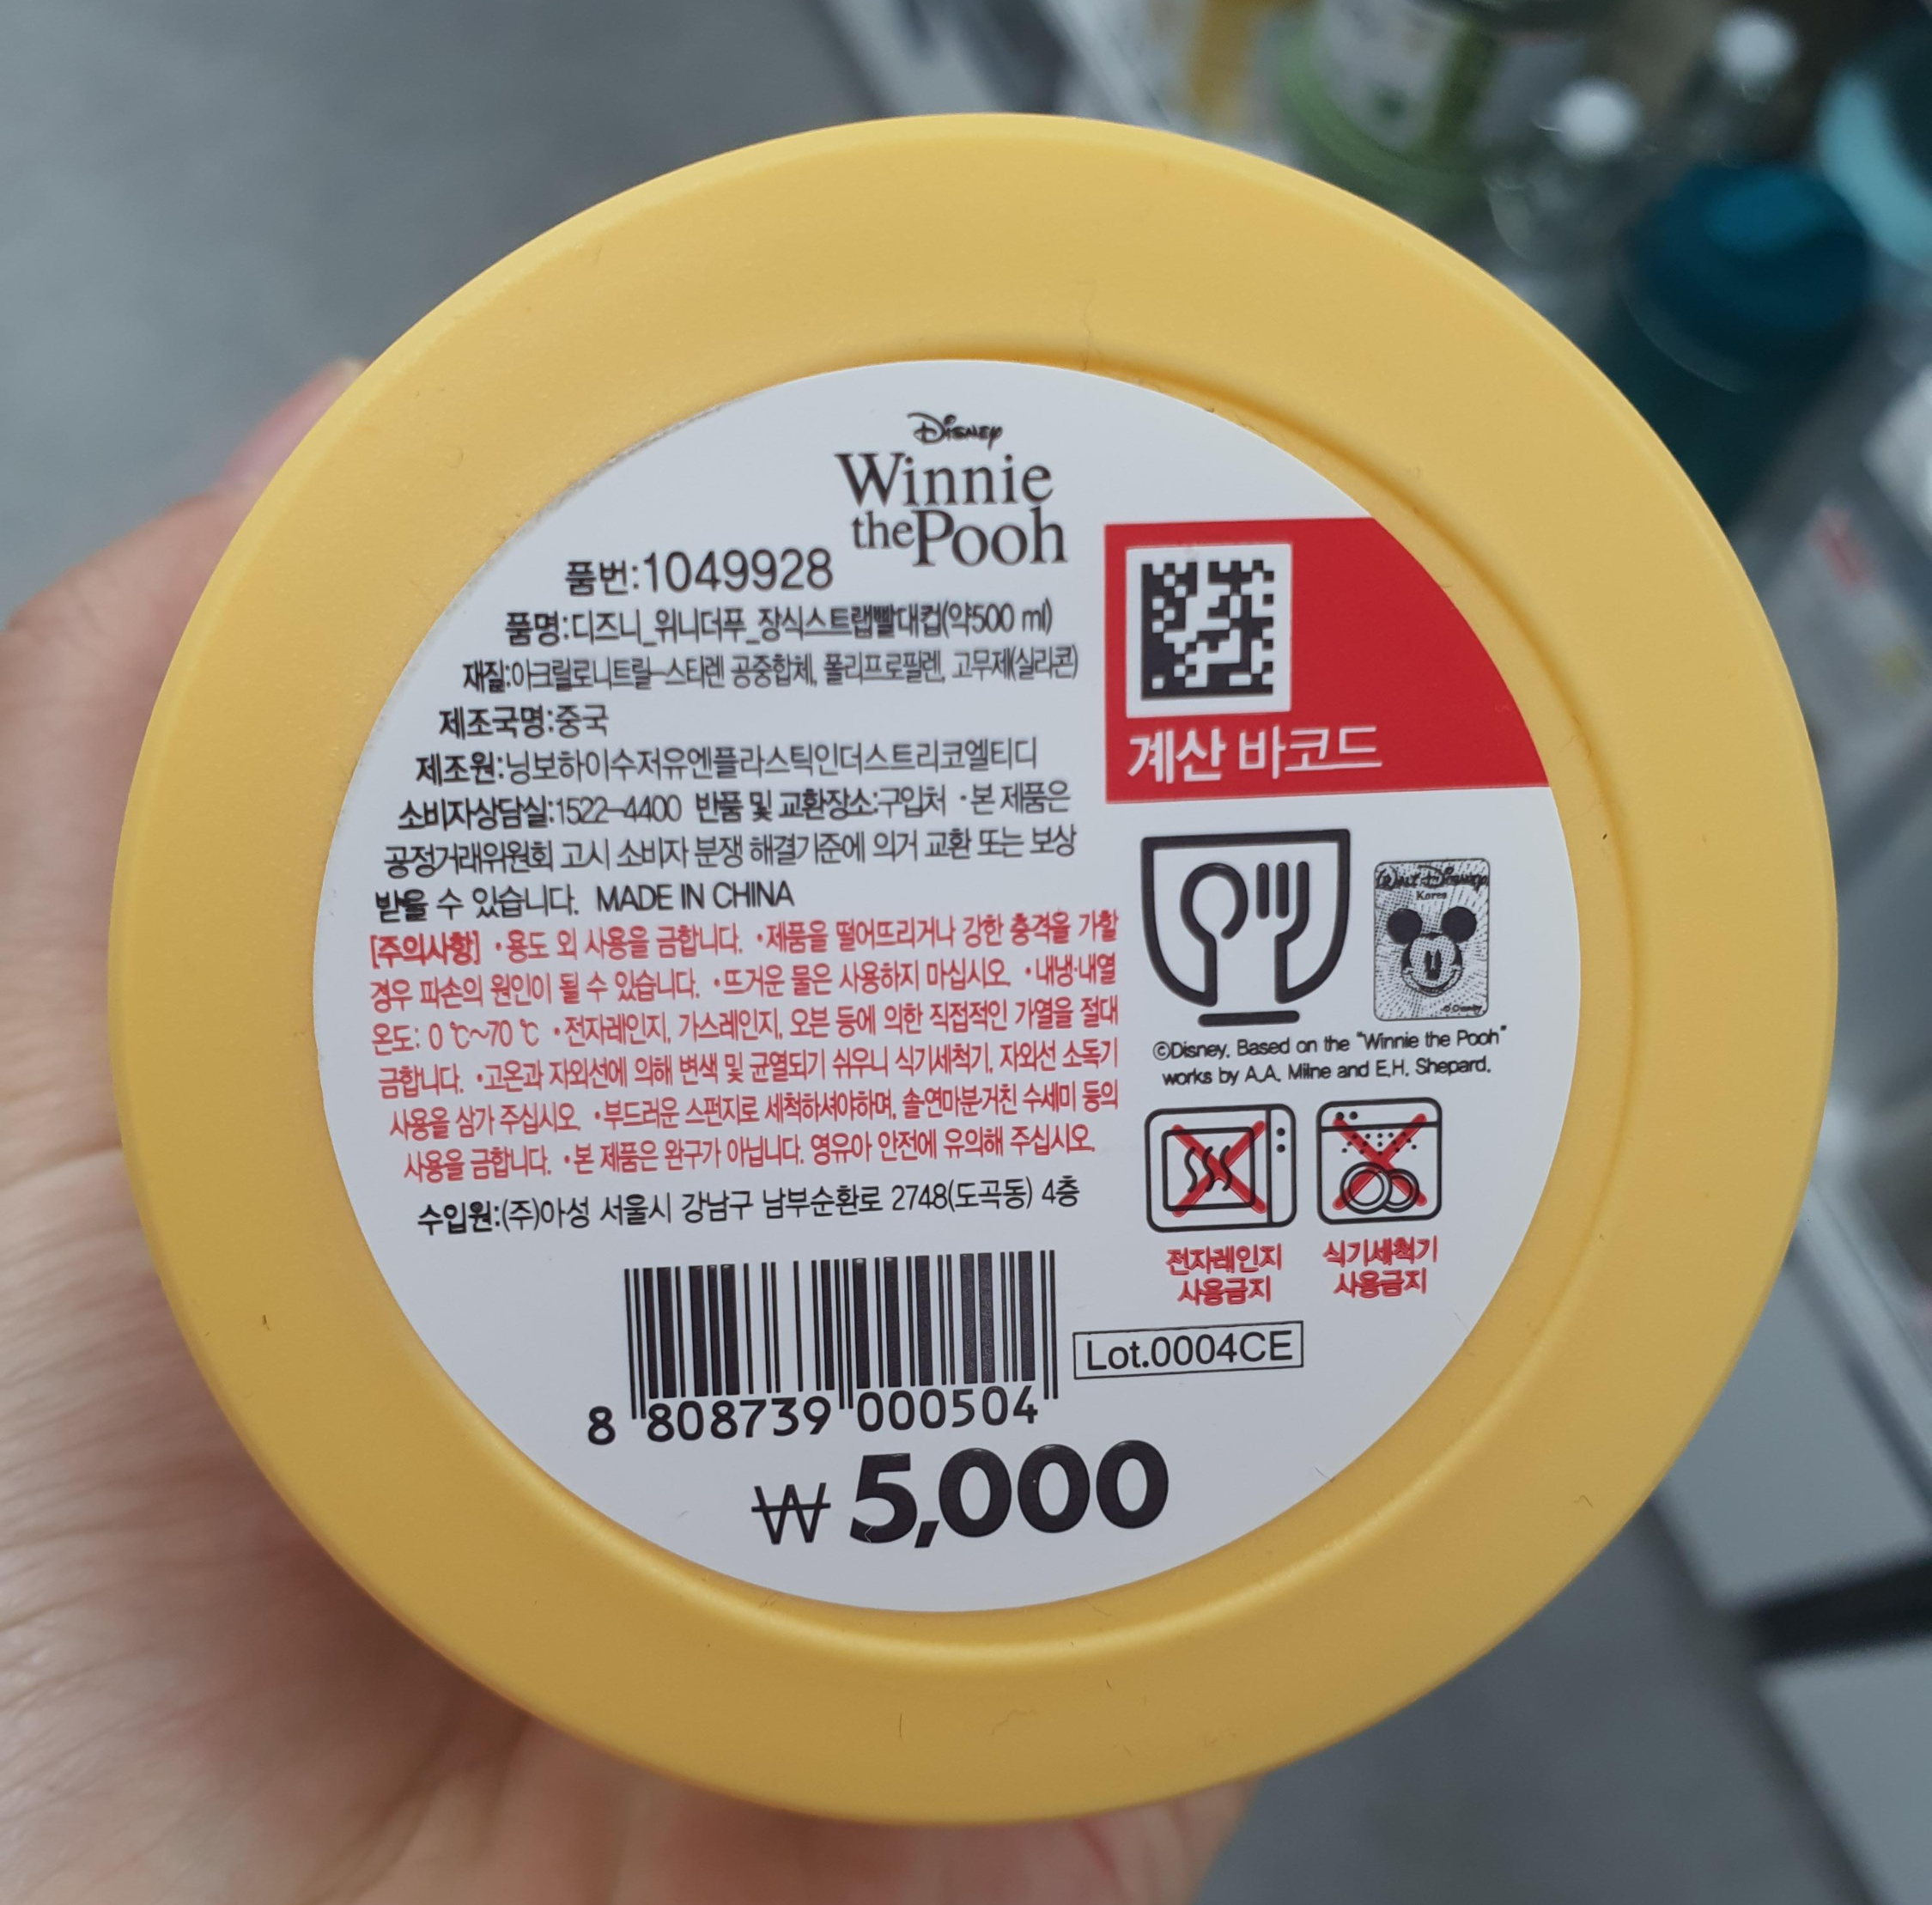 Disney
Winnie
the Pooh
품번:1049928
품명:디즈니_위니더푸_장식스트랩빨대컵(약500 ml)
재질:아크릴로니트릴-스티렌 공중합체, 폴리프로필렌, 고무제(실리콘)
제조국명:중국
제조원:닝보하이수저유엔플라스틱인더스트리코엘티디
소비자상담실:1522-4400 반품 및 교환장소:구입처 •본 제품은
공정거래위원회 고시 소비자 분쟁 해결기준에 의거 교환 또는 보상
받을 수 있습니다. MADE IN CHINA
[주의사항] •용도 외 사용을 금합니다. •제품을 떨어뜨리거나 강한 충격을 가할
경우 파손의 원인이 될 수 있습니다. •뜨거운 물은 사용하지 마십시오. •내냉·내열
온도: 0 ℃~70 ℃ •전자레인지, 가스레인지, 오븐 등에 의한 직접적인 가열을 절대
금합니다. •고온과 자외선에 의해 변색 및 균열되기 쉬우니 식기세척기, 자외선 소독기
사용을 삼가 주십시오. •부드러운 스펀지로 세척하셔야하며, 솔·연마분·거친 수세미 등의
사용을 금합니다. •본 제품은 완구가 아닙니다. 영유아 안전에 유의해 주십시오.
수입원:(주)아성 서울시 강남구 남부순환로 2748(도곡동) 4층
8 808739 000504
₩5,000
계산 바코드
Walt Disney
Korea
©Disney
©Disney. Based on the "Winnie the Pooh"
works by A.A. Milne and E.H. Shepard.
전자레인지
사용금지
식기세척기
사용금지
Lot.0004CE